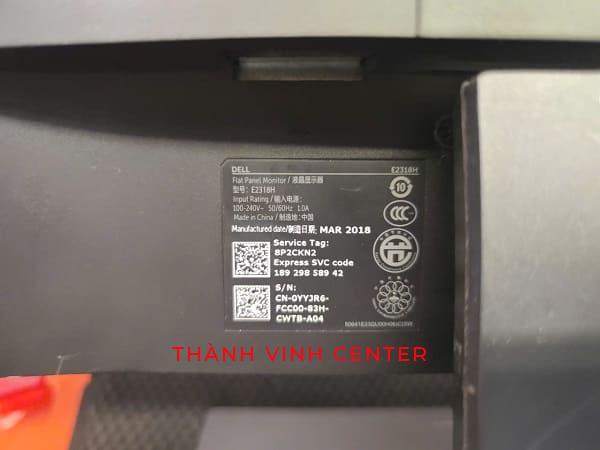 DELL E2318H
Flat Panel Monitor / 液晶显示器
型号: E2318H
Input Rating / 输入电源:
100-240V~ 50/60Hz 1.0A
Made in China / 制造地: 中国
Manufactured date/制造日期: MAR 2018
Service Tag:
8P2CKN2
Express SVC code
189 298 589 42
S/N:
CN-0YYJR6-
FCC00-83H-
CWTB-A04
10
CCC
THÀNH VINH CENTER